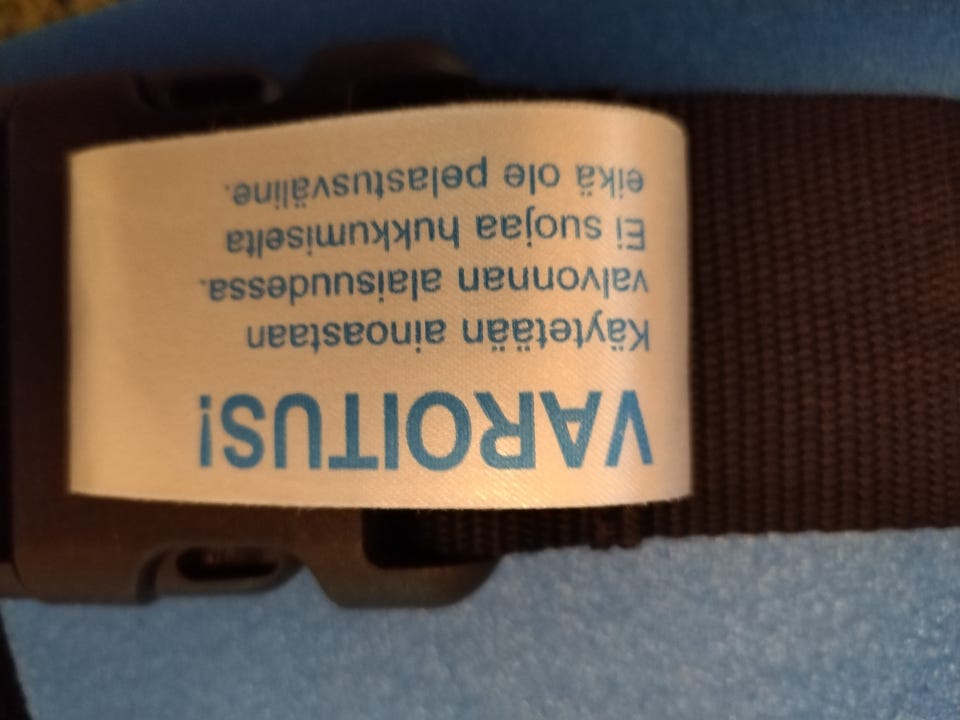 VAROITUS!
Käytetään ainoastaan
valvonnan alaisuudessa.
Ei suojaa hukkumiselta
eikä ole pelastusväline.